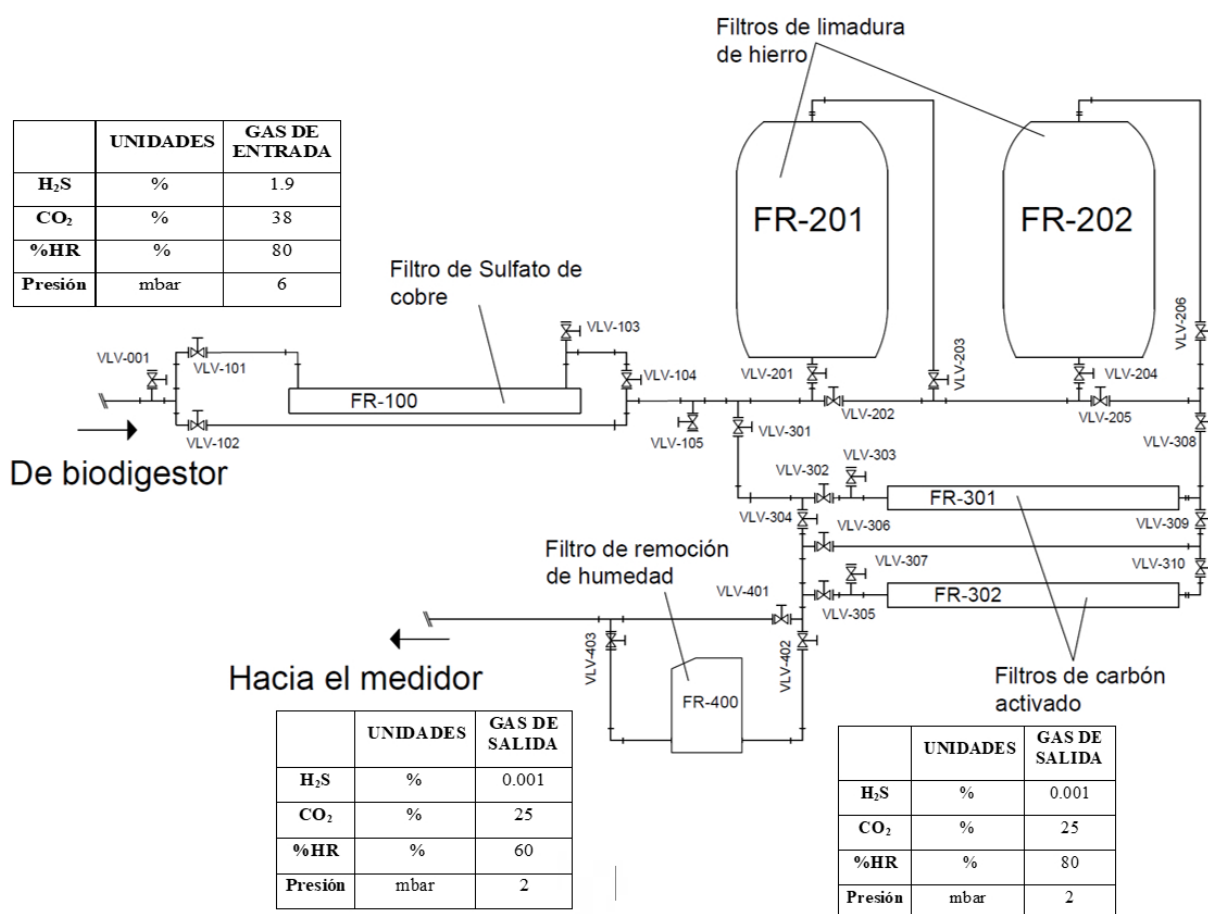 Filtros de limadura
de hierro
UNIDADES GAS DE
ENTRADA
H₂S % 1.9
CO₂ % 38
%HR % 80
Presión mbar 6
FR-201
FR-202
Filtro de Sulfato de
cobre
VLV-206
VLV-103
VLV-001
VLV-101
VLV-203
VLV-201
VLV-204
VLV-104
FR-100
VLV-202
VLV-205
VLV-102
VLV-105
VLV-301
VLV-308
De biodigestor
VLV-303
VLV-302
FR-301
VLV-304
VLV-309
VLV-306
Filtro de remoción
de humedad
VLV-307
VLV-310
VLV-401
FR-302
VLV-305
VLV-403
VLV-402
Hacia el medidor
FR-400
Filtros de carbón
activado
UNIDADES GAS DE
SALIDA
H₂S % 0.001
CO₂ % 25
%HR % 60
Presión mbar 2
UNIDADES GAS DE
SALIDA
H₂S % 0.001
CO₂ % 25
%HR % 80
Presión mbar 2